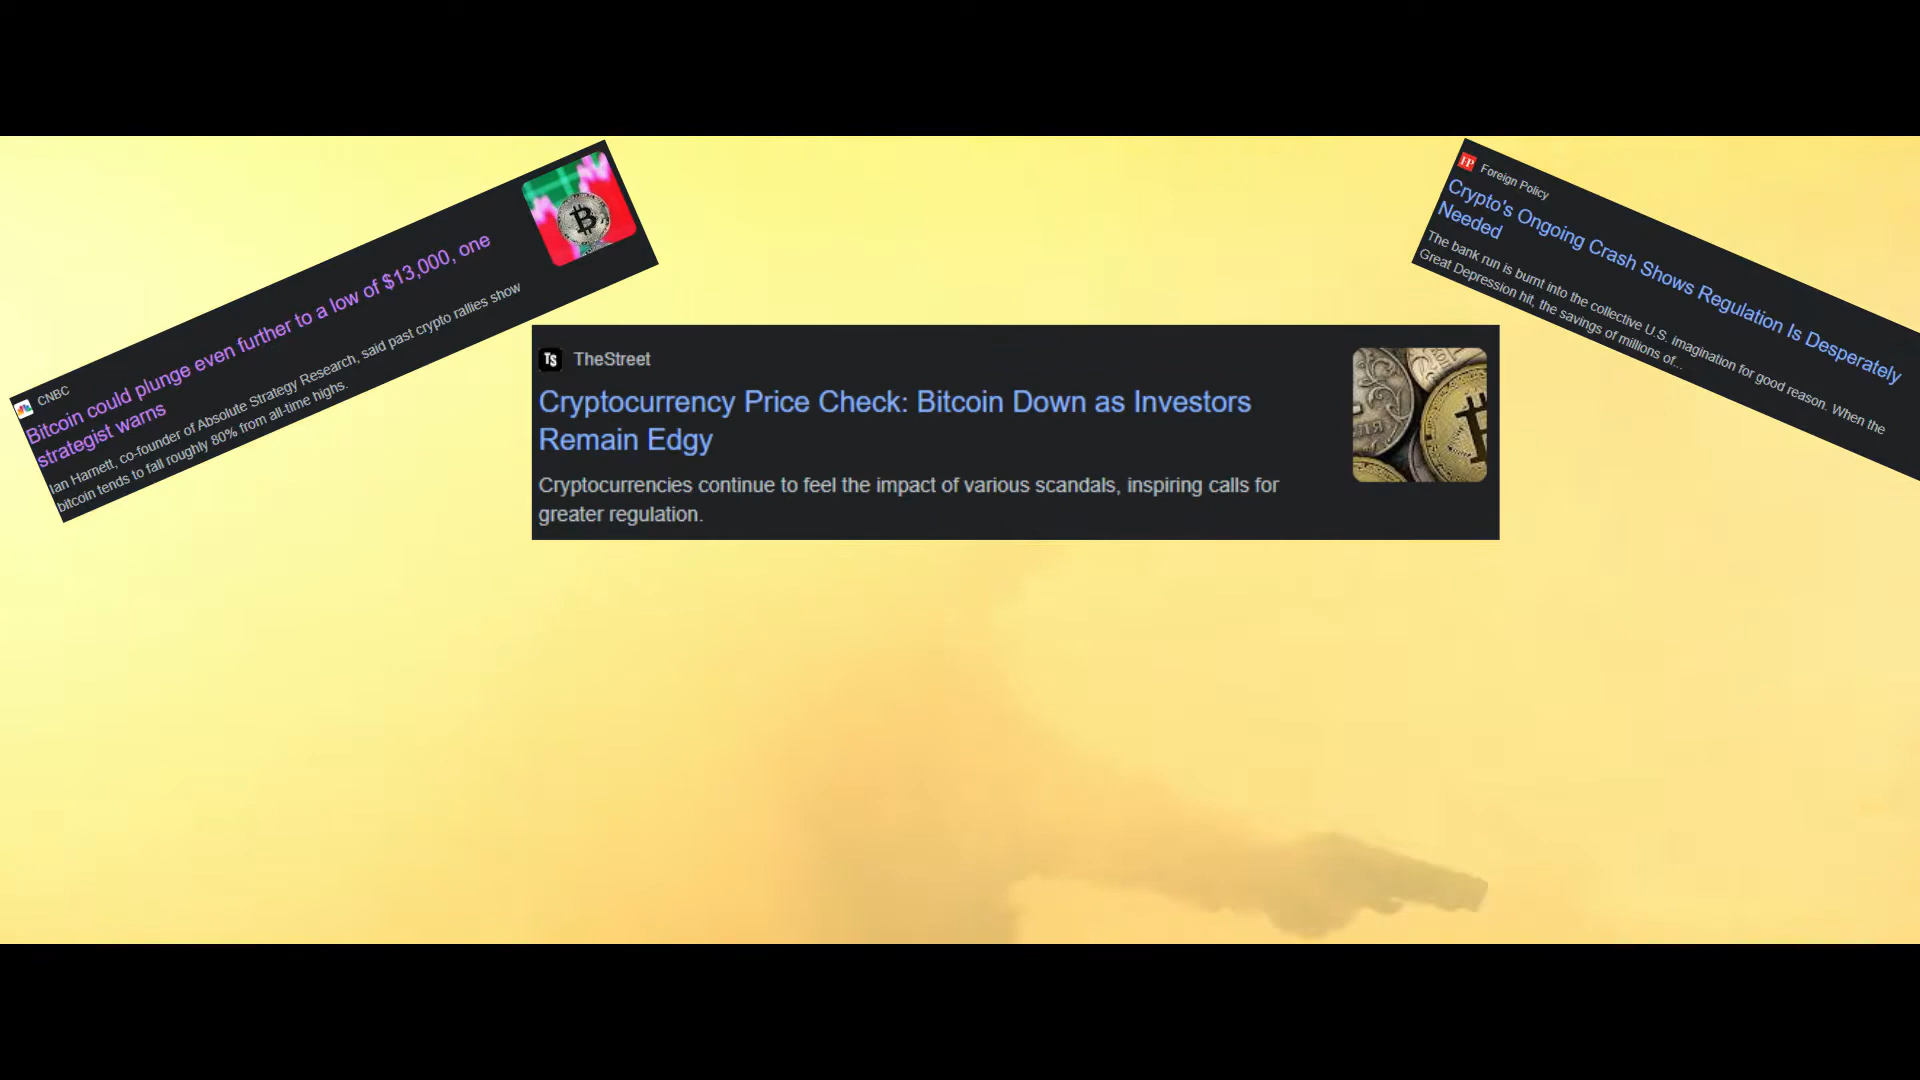 CNBC
Bitcoin could plunge even further to a low of $13,000, one
strategist warns
Ian Harnett, co-founder of Absolute Strategy Research, said past crypto rallies show
bitcoin tends to fall roughly 80% from all-time highs.
Ts TheStreet
Cryptocurrency Price Check: Bitcoin Down as Investors
Remain Edgy
Cryptocurrencies continue to feel the impact of various scandals, inspiring calls for
greater regulation.
FP Foreign Policy
Crypto's Ongoing Crash Shows Regulation Is Desperately
Needed
The bank run is burnt into the collective U.S. imagination for good reason. When the
Great Depression hit, the savings of millions of...